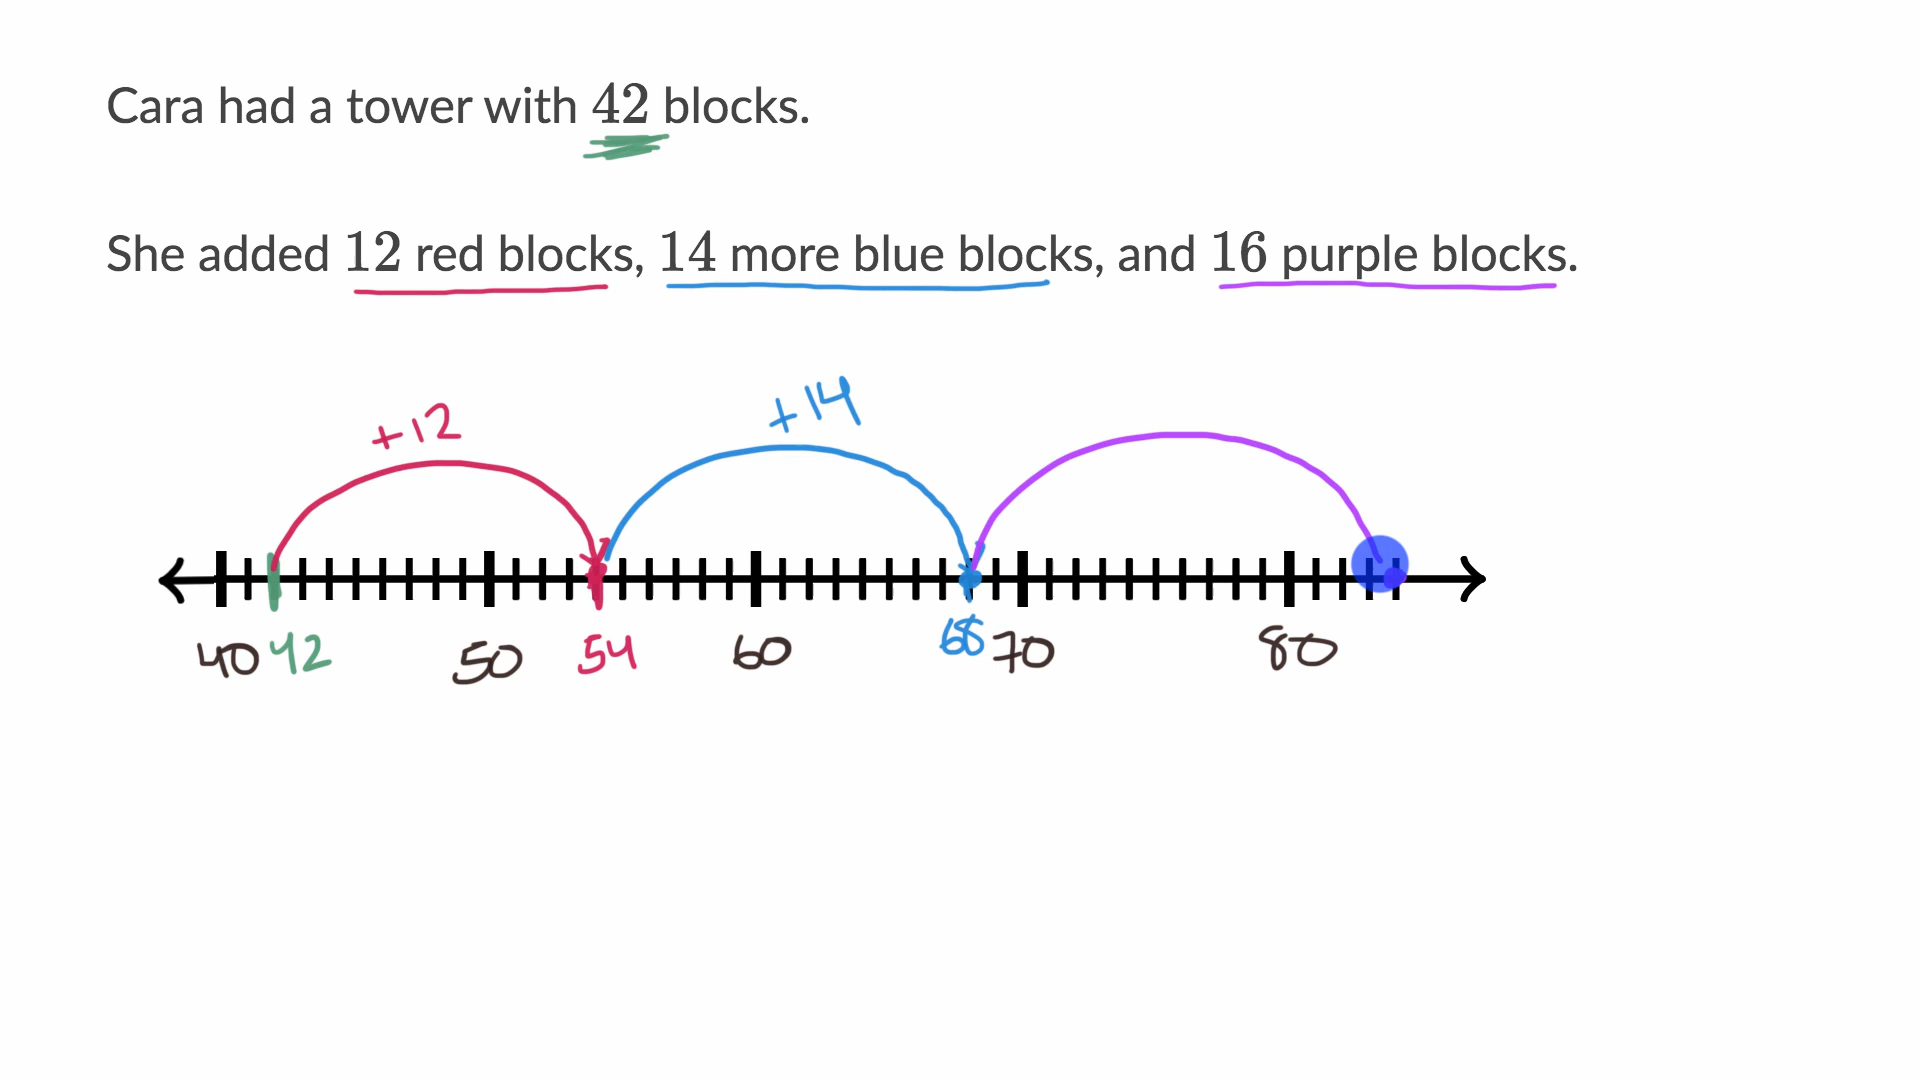 Cara had a tower with 42 blocks.
She added 12 red blocks, 14 more blue blocks, and 16 purple blocks.
+12 +14
40 42 50 54 60 68 70 80